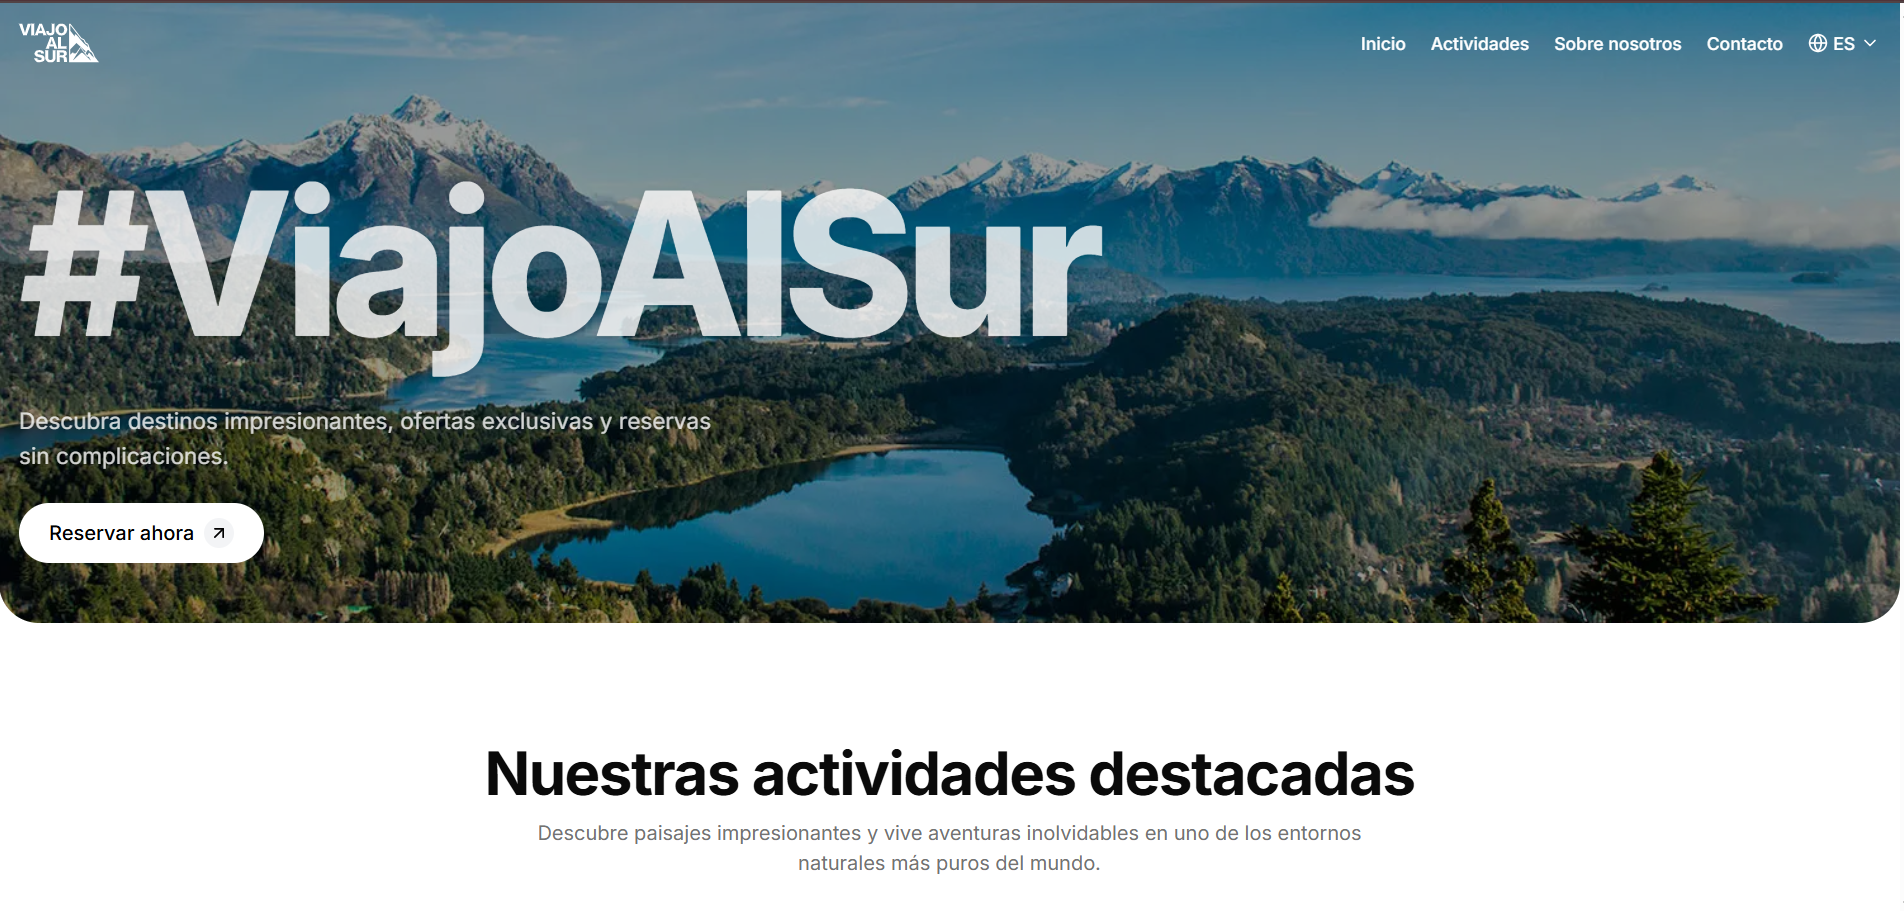 VIAJO
AL
SUR
Inicio
Actividades
Sobre nosotros
Contacto
ES
#ViajoAlSur
Descubra destinos impresionantes, ofertas exclusivas y reservas
sin complicaciones.
Reservar ahora
Nuestras actividades destacadas
Descubre paisajes impresionantes y vive aventuras inolvidables en uno de los entornos
naturales más puros del mundo.